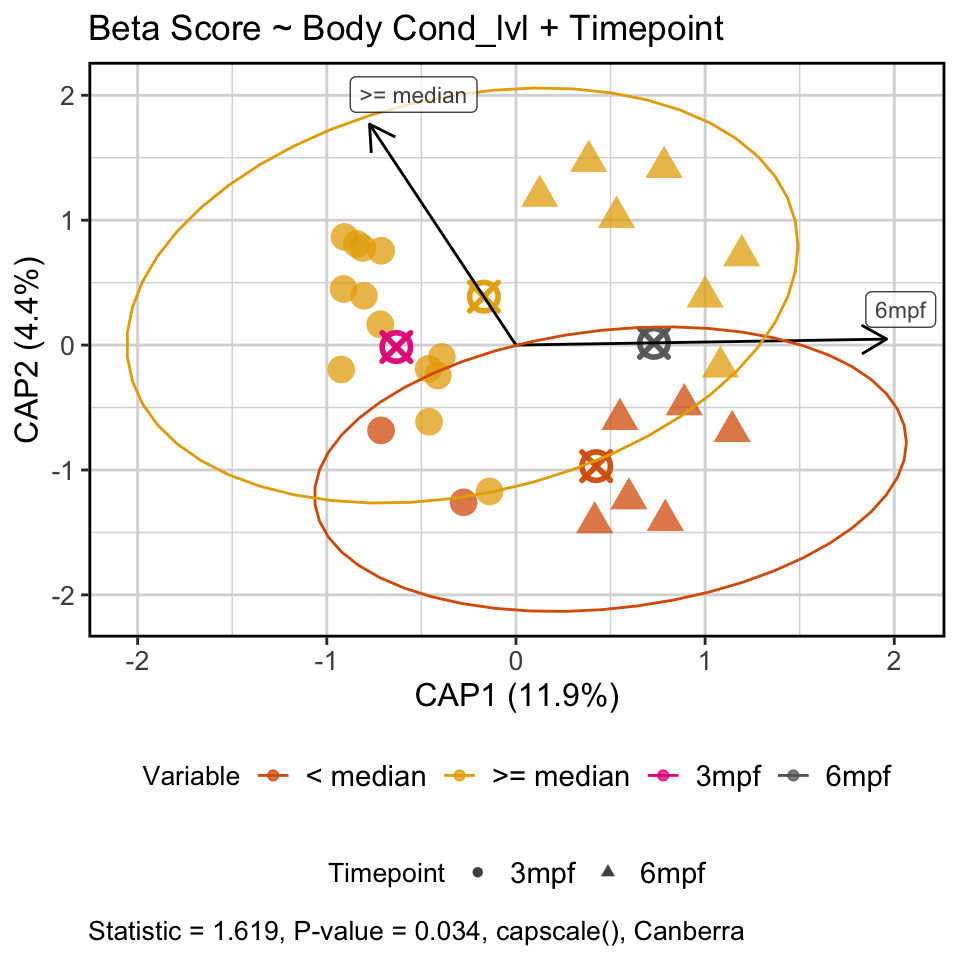 Beta Score ~ Body Cond_lvl + Timepoint
CAP2 (4.4%)
2
1
0
-1
-2
>= median
6mpf
-2 -1 0 1 2
CAP1 (11.9%)
Variable < median >= median 3mpf 6mpf
Timepoint 3mpf 6mpf
Statistic = 1.619, P-value = 0.034, capscale(), Canberra